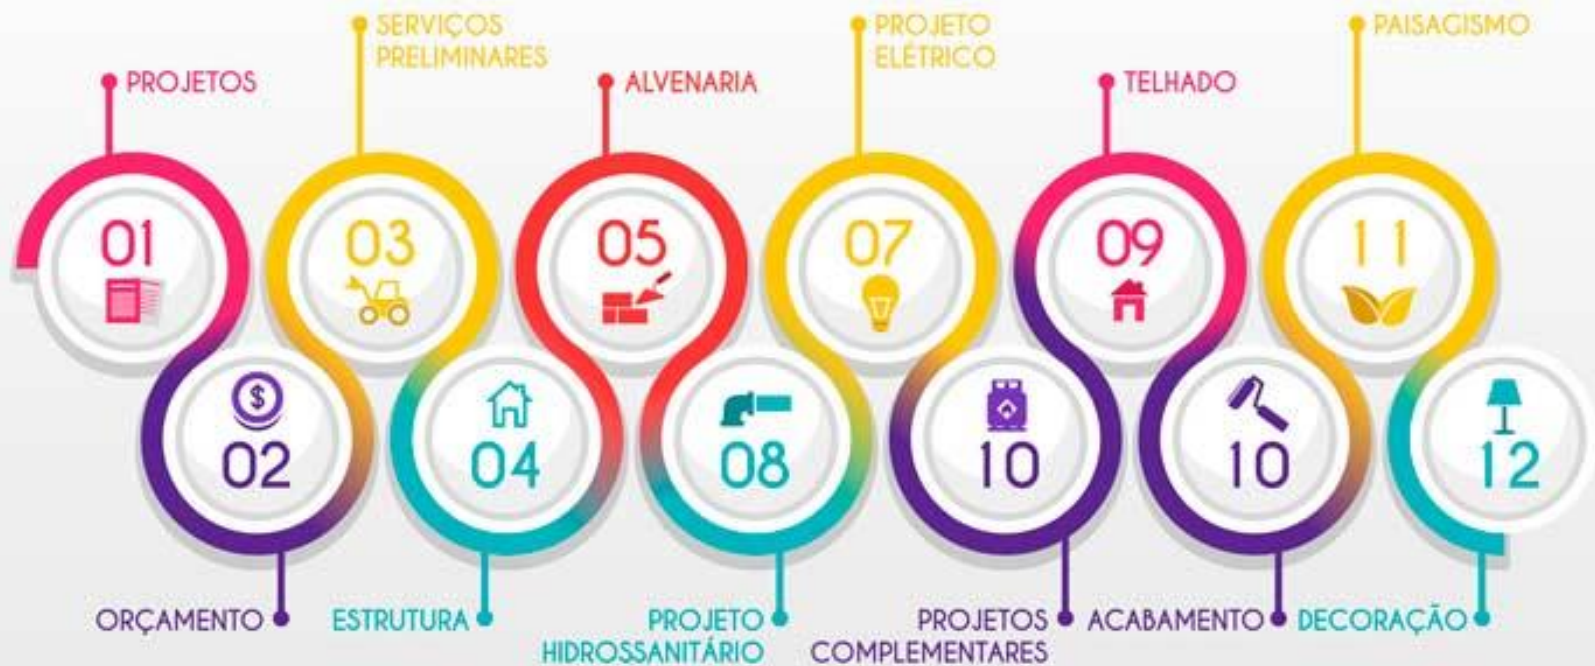 PROJETOS
01
$
02
ORÇAMENTO
SERVIÇOS
PRELIMINARES
03
04
ESTRUTURA
ALVENARIA
05
08
PROJETO
HIDROSSANITÁRIO
PROJETO
ELÉTRICO
07
10
PROJETOS
COMPLEMENTARES
TELHADO
09
10
ACABAMENTO
PAISAGISMO
11
12
DECORAÇÃO